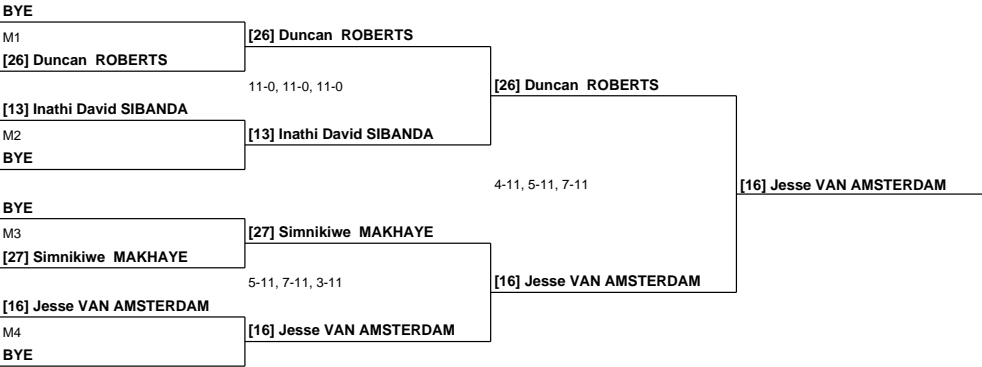 BYE
M1
[26] Duncan ROBERTS
[26] Duncan ROBERTS
11-0, 11-0, 11-0
[26] Duncan ROBERTS
[13] Inathi David SIBANDA
M2
[13] Inathi David SIBANDA
BYE
4-11, 5-11, 7-11
[16] Jesse VAN AMSTERDAM
BYE
M3
[27] Simnikiwe MAKHAYE
[27] Simnikiwe MAKHAYE
5-11, 7-11, 3-11
[16] Jesse VAN AMSTERDAM
[16] Jesse VAN AMSTERDAM
M4
[16] Jesse VAN AMSTERDAM
BYE